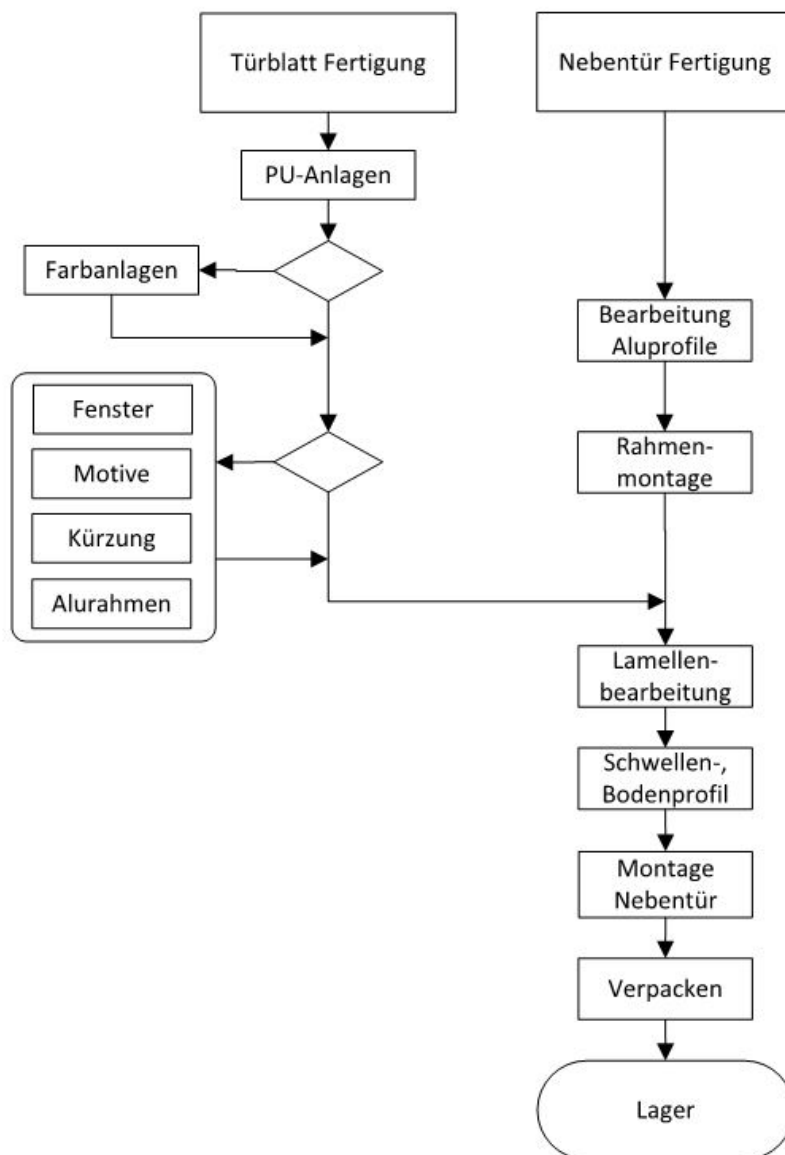 Türblatt Fertigung
Nebentür Fertigung
PU-Anlagen
Farbanlagen
Bearbeitung
Aluprofile
Fenster
Motive
Kürzung
Alurahmen
Rahmen-
montage
Lamellen-
bearbeitung
Schwellen-,
Bodenprofil
Montage
Nebentür
Verpacken
Lager